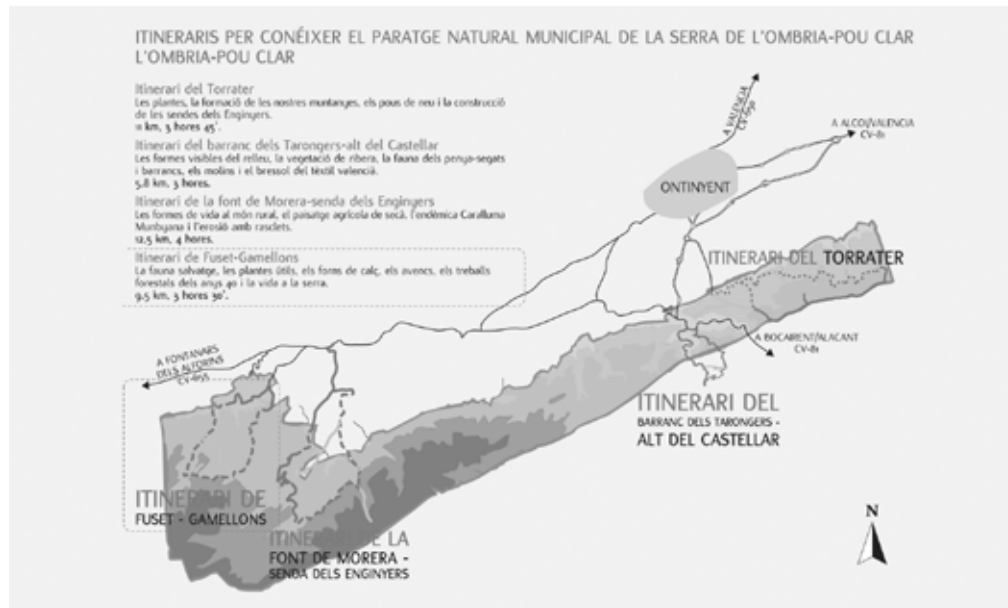 ITINERARIS PER CONÉIXER EL PARATGE NATURAL MUNICIPAL DE LA SERRA DE L'OMBRIA-POU CLAR
L'OMBRIA-POU CLAR
Itinerari del Torrater
Les plantes, la formació de les nostres muntanyes, els pous de neu i la construcció
de les sendes dels Enginyers.
11 km, 3 hores 45'.
Itinerari del barranc dels Tarongers-alt del Castellar
Les formes visibles del relleu, la vegetació de ribera, la fauna dels penya-segats
i barrancs, els molins i el bressol del tèxtil valencià.
5,8 km, 3 hores.
Itinerari de la font de Morera-senda dels Enginyers
Les formes de vida al món rural, el paisatge agrícola de secà, l'endèmica Caralluma
Munbyana i l'erosió amb rasclets.
12,5 km, 4 hores.
Itinerari de Fuset-Gamellons
La fauna salvatge, les plantes útils, els forns de calç, els avencs, els treballs
forestals dels anys 40 i la vida a la serra.
9,5 km, 3 hores 30'.
A VALENCIA
CV-650
A ALCOI/VALENCIA
CV-81
ONTINYENT
ITINERARI DEL TORRATER
A BOCAIRENT/ALACANT
CV-81
A FONTANARS
DELS ALFORINS
CV-655
ITINERARI DEL
BARRANC DELS TARONGERS -
ALT DEL CASTELLAR
ITINERARI DE
FUSET - GAMELLONS
ITINERARI DE LA
FONT DE MORERA -
SENDA DELS ENGINYERS
N